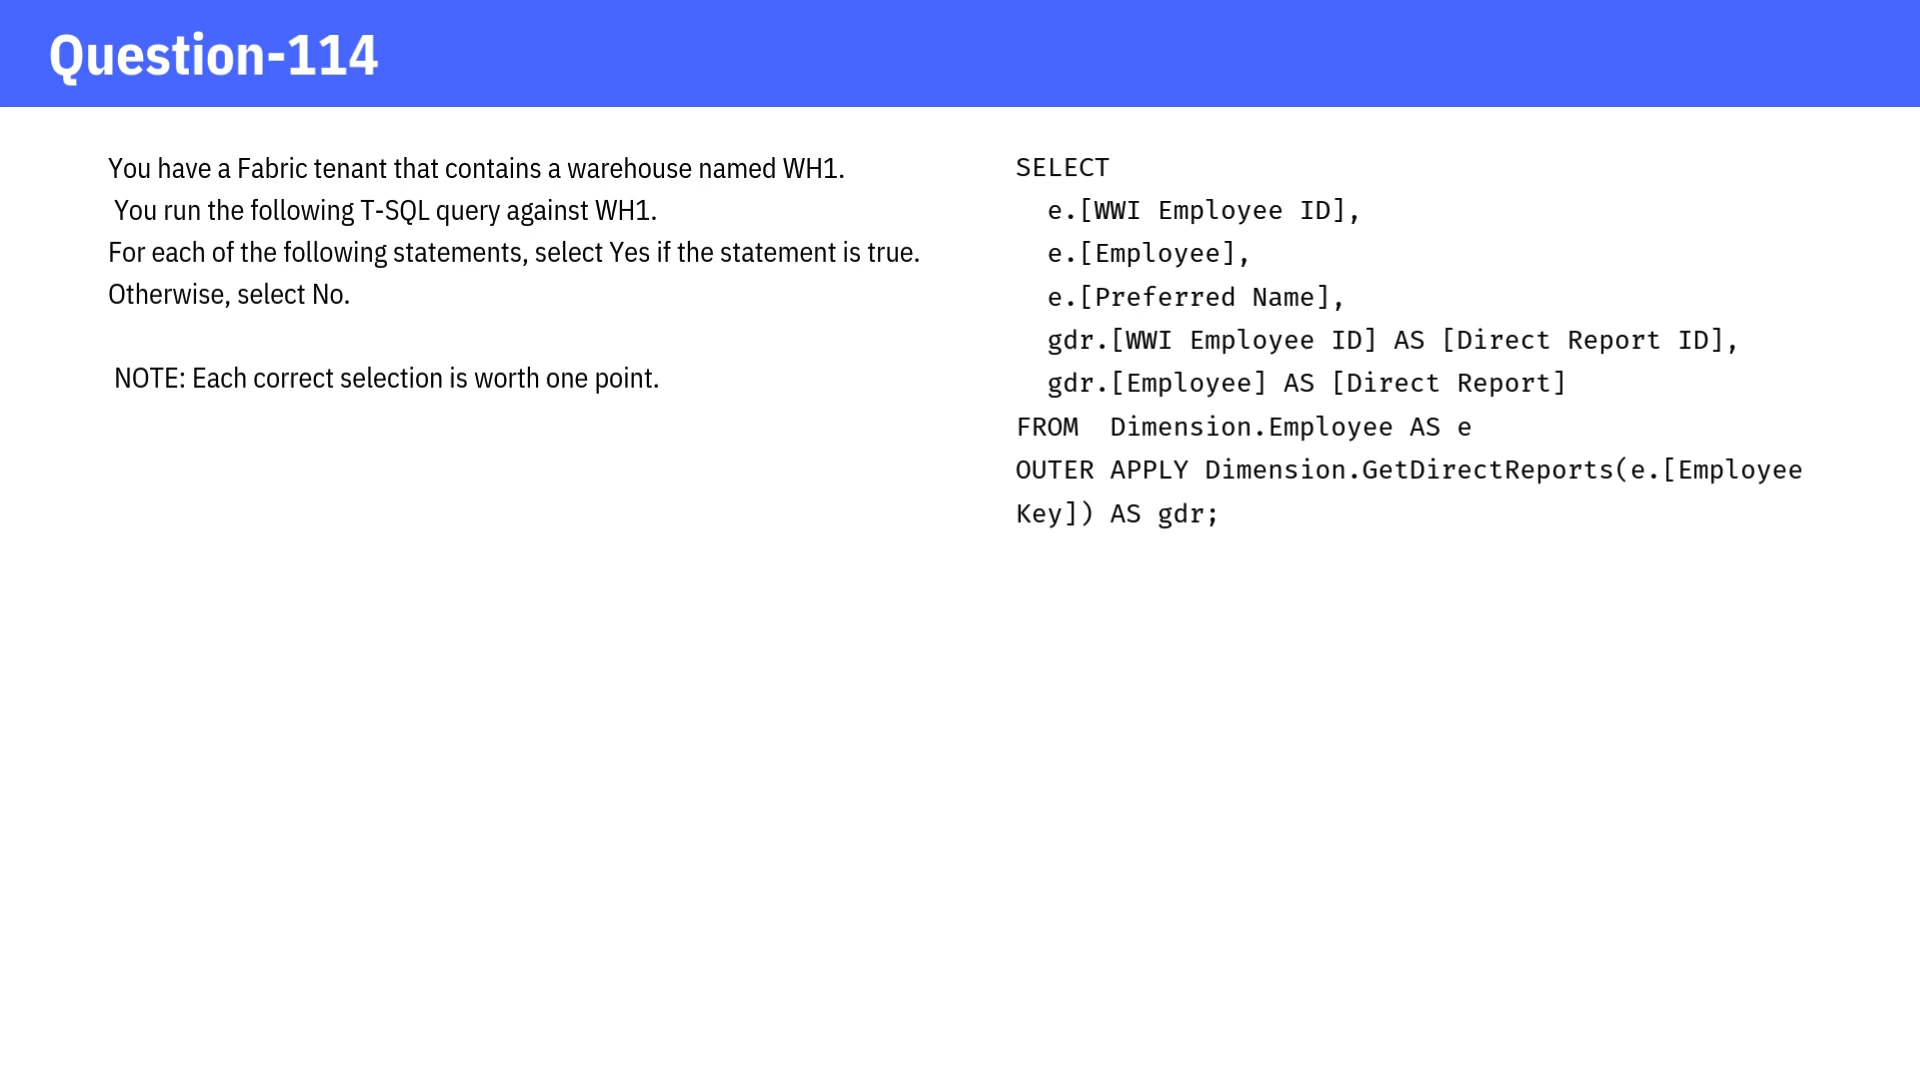 Question-114
You have a Fabric tenant that contains a warehouse named WH1.
You run the following T-SQL query against WH1.
For each of the following statements, select Yes if the statement is true.
Otherwise, select No.
NOTE: Each correct selection is worth one point.
SELECT
e.[WWI Employee ID],
e.[Employee],
e.[Preferred Name],
gdr.[WWI Employee ID] AS [Direct Report ID],
gdr.[Employee] AS [Direct Report]
FROM  Dimension.Employee AS e
OUTER APPLY Dimension.GetDirectReports(e.[Employee
Key]) AS gdr;